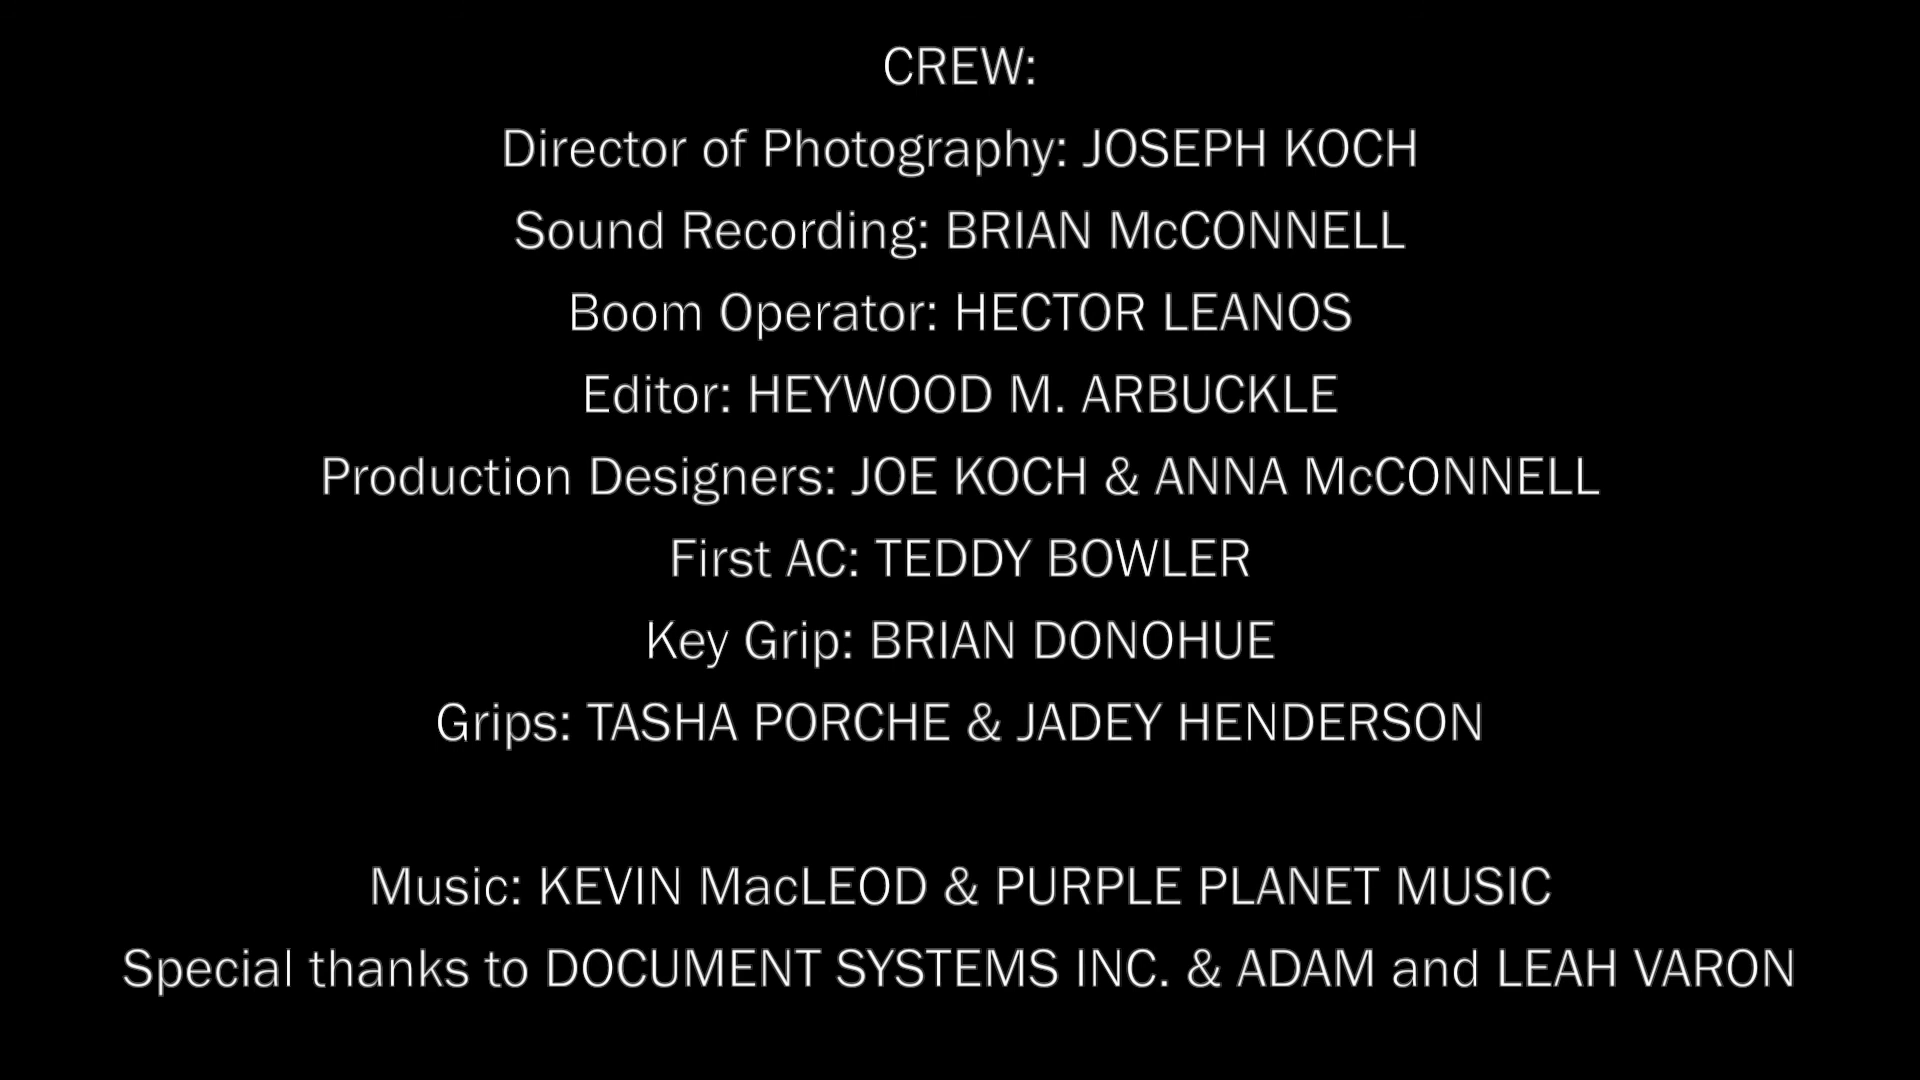 CREW:
Director of Photography: JOSEPH KOCH
Sound Recording: BRIAN McCONNELL
Boom Operator: HECTOR LEANOS
Editor: HEYWOOD M. ARBUCKLE
Production Designers: JOE KOCH & ANNA McCONNELL
First AC: TEDDY BOWLER
Key Grip: BRIAN DONOHUE
Grips: TASHA PORCHE & JADEY HENDERSON
Music: KEVIN MacLEOD & PURPLE PLANET MUSIC
Special thanks to DOCUMENT SYSTEMS INC. & ADAM and LEAH VARON